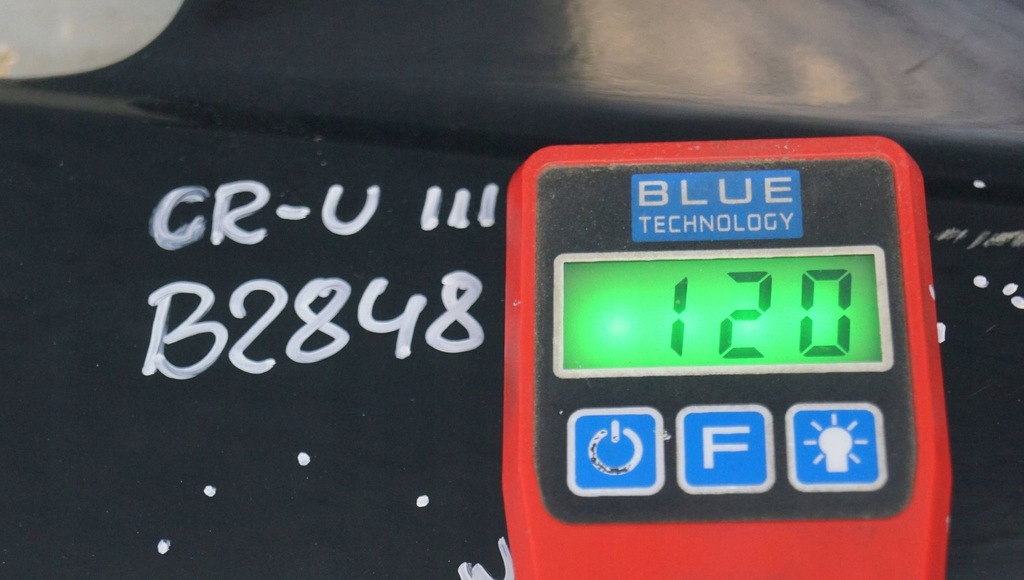 CR-U III
B2848
BLUE
TECHNOLOGY
120
F